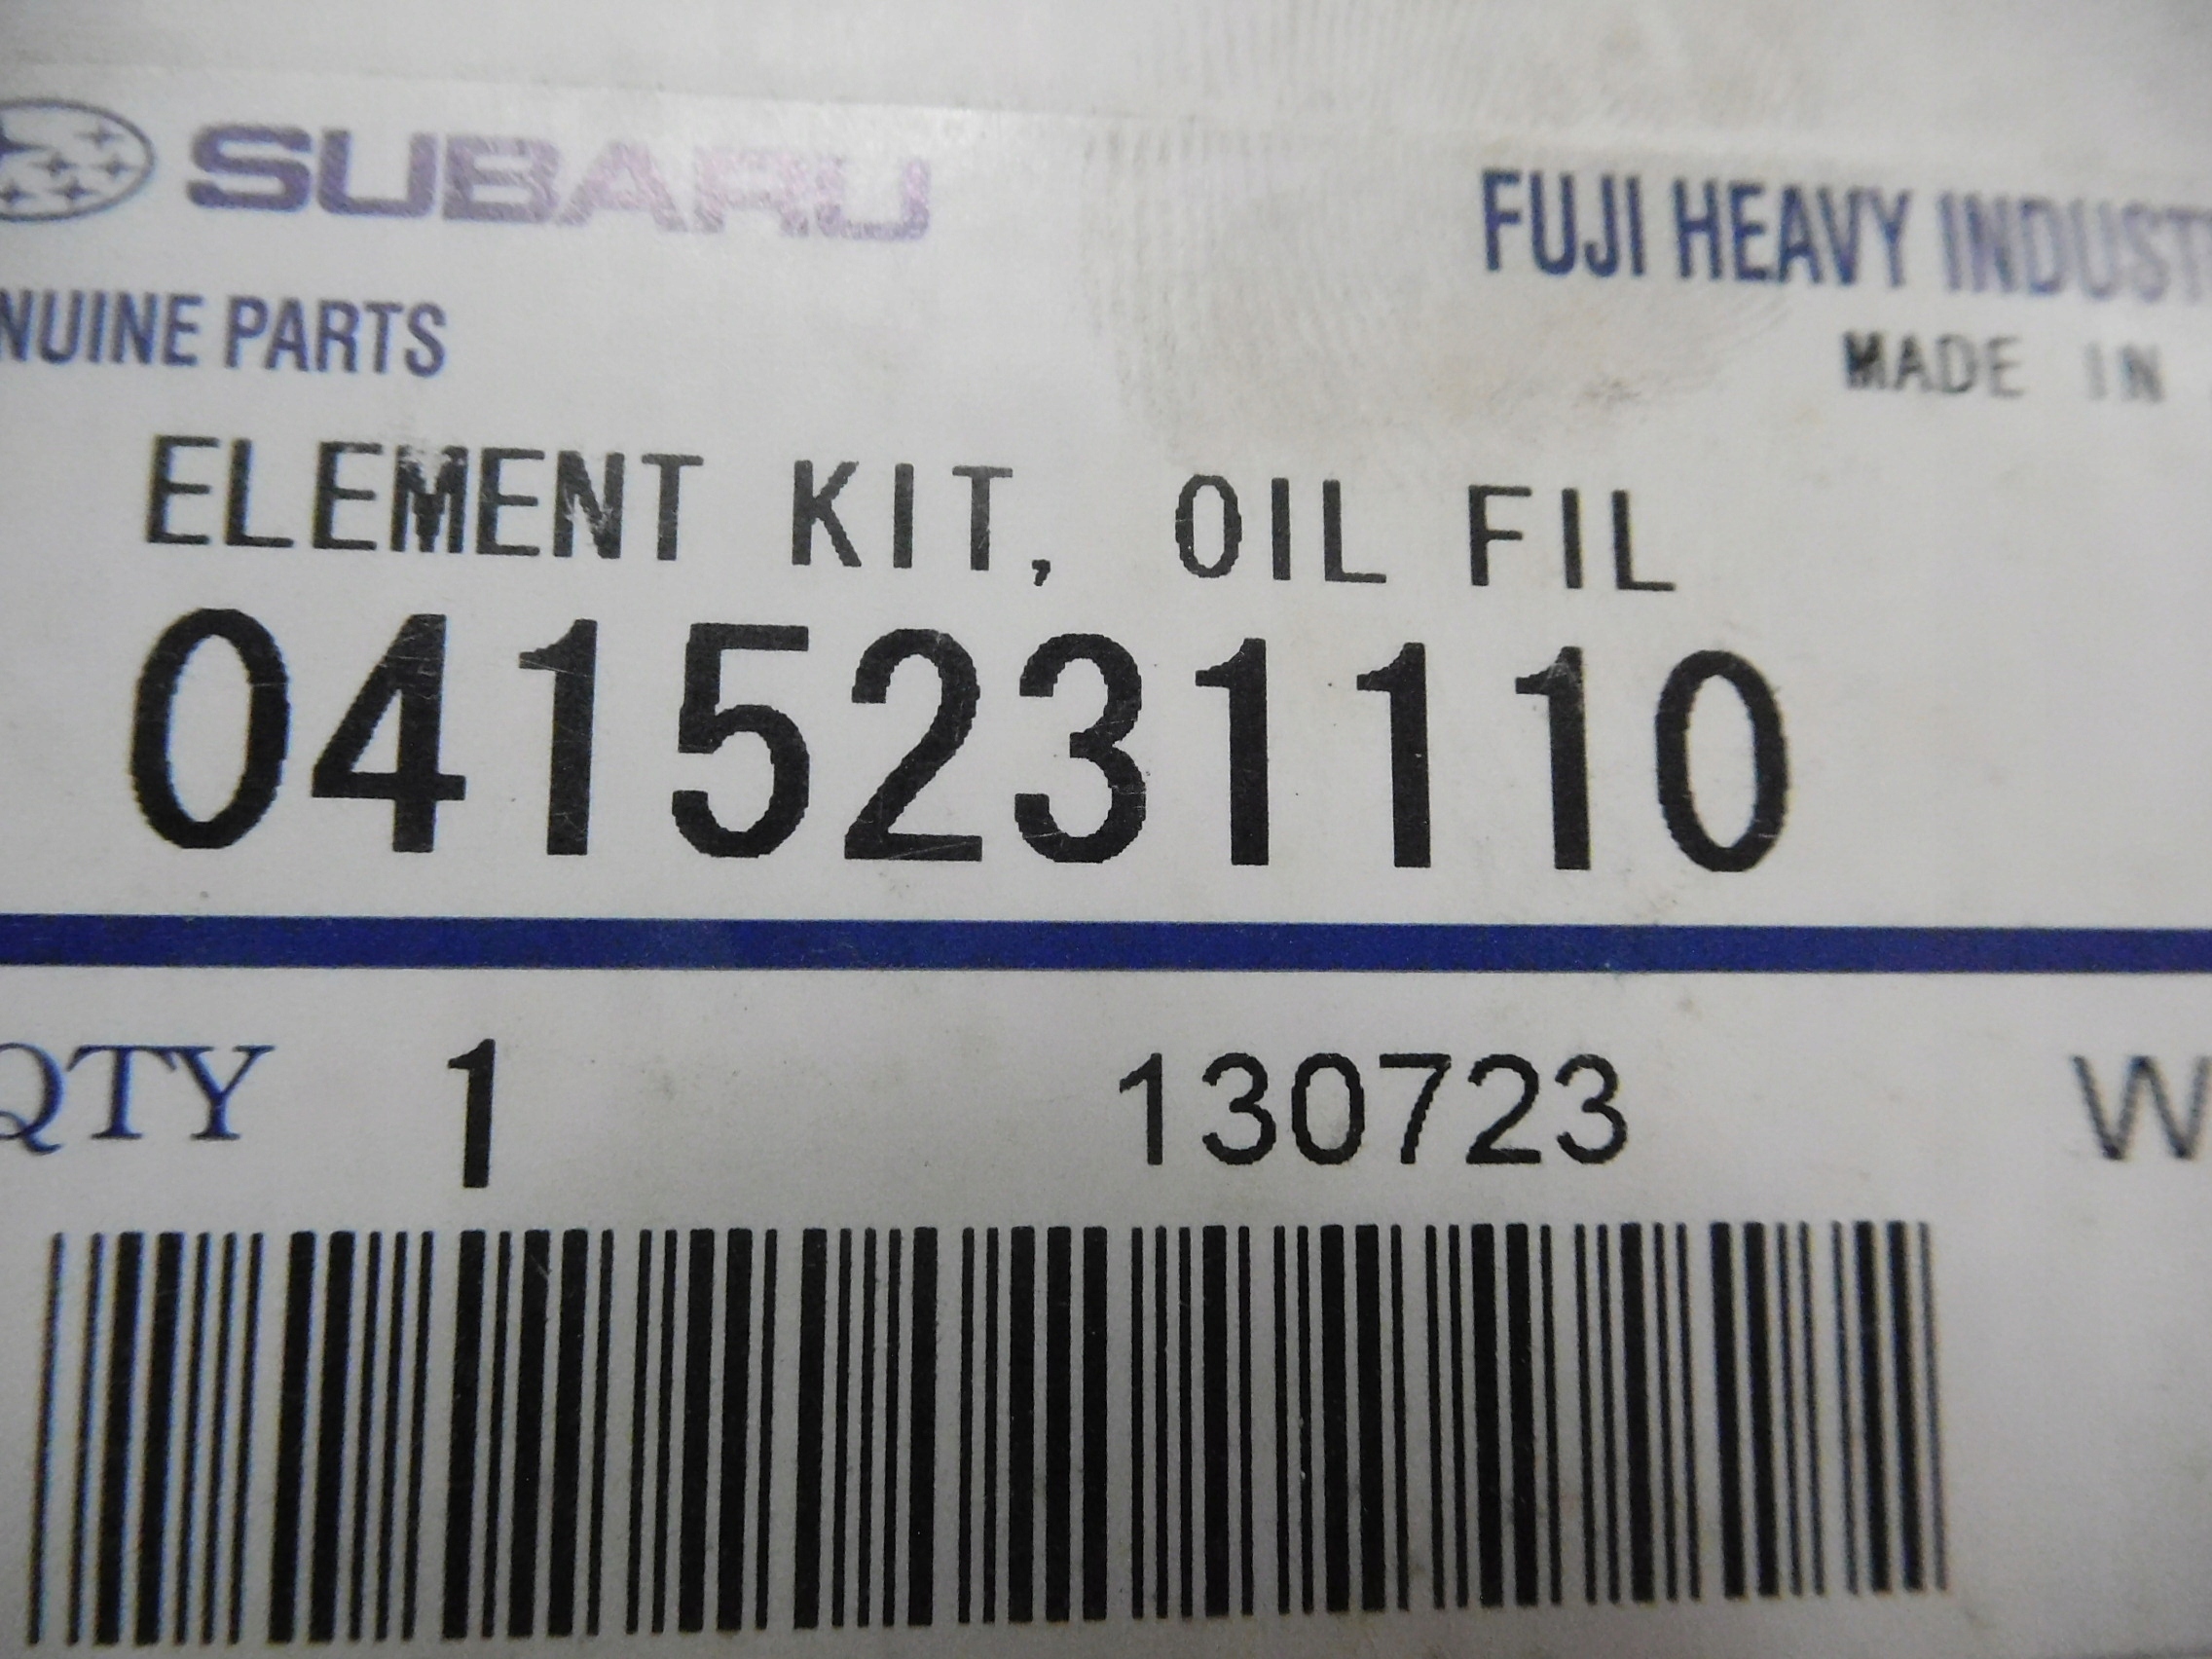 SUBARU
FUJI HEAVY INDUST
NUINE PARTS
MADE IN
ELEMENT KIT, OIL FIL
0415231110
QTY 1 130723 W